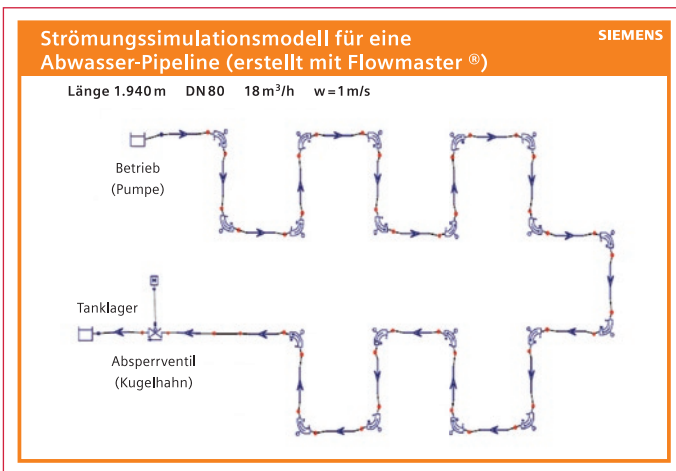 Strömungssimulationsmodell für eine
Abwasser-Pipeline (erstellt mit Flowmaster ®)
SIEMENS
Länge 1.940 m DN 80 18 m³/h w = 1 m/s
Betrieb
(Pumpe)
Tanklager
Absperrventil
(Kugelhahn)